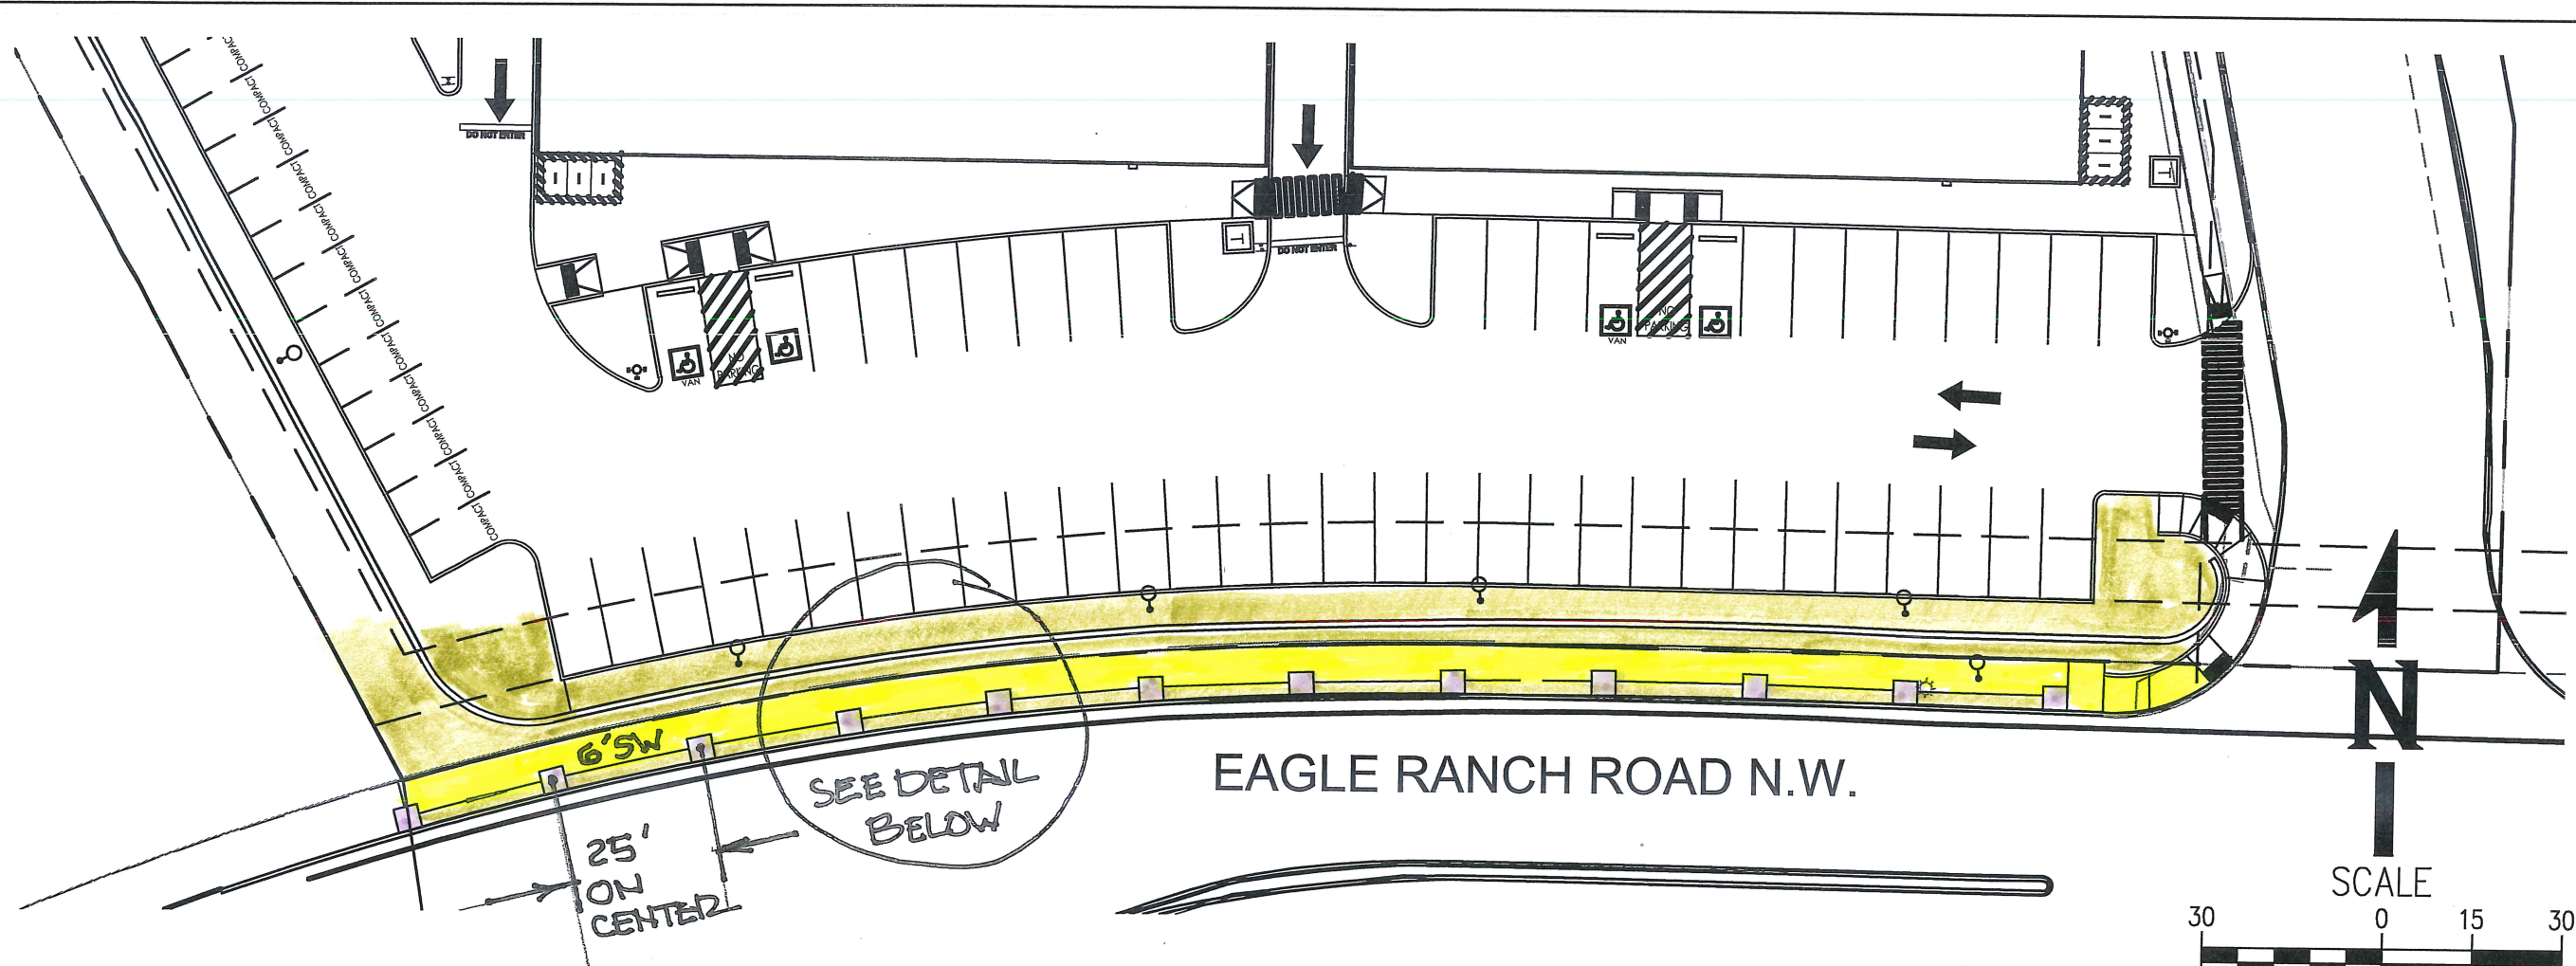 COMPACT
COMPACT
COMPACT
COMPACT
COMPACT
COMPACT
COMPACT
COMPACT
COMPACT
COMPACT
COMPACT
COMPACT
DO NOT ENTER
T
T
DO NOT ENTER
NO
PARKING
VAN
NO
PARKING
VAN
6' SW
SEE DETAIL
BELOW
25'
ON
CENTER
EAGLE RANCH ROAD N.W.
N
SCALE
30 0 15 30